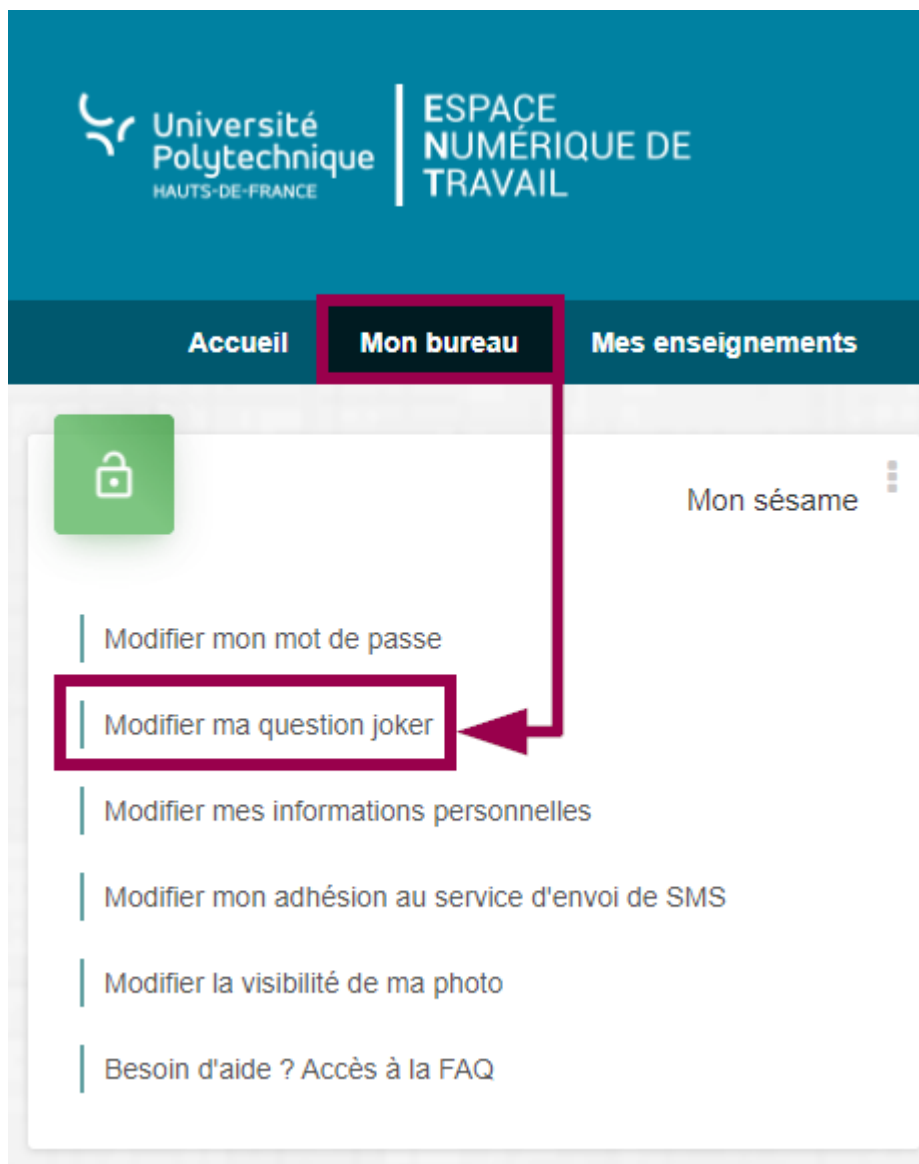 Université
Polytechnique
HAUTS-DE-FRANCE
ESPACE
NUMÉRIQUE DE
TRAVAIL
Accueil Mon bureau Mes enseignements
Mon sésame
Modifier mon mot de passe
Modifier ma question joker
Modifier mes informations personnelles
Modifier mon adhésion au service d'envoi de SMS
Modifier la visibilité de ma photo
Besoin d'aide ? Accès à la FAQ